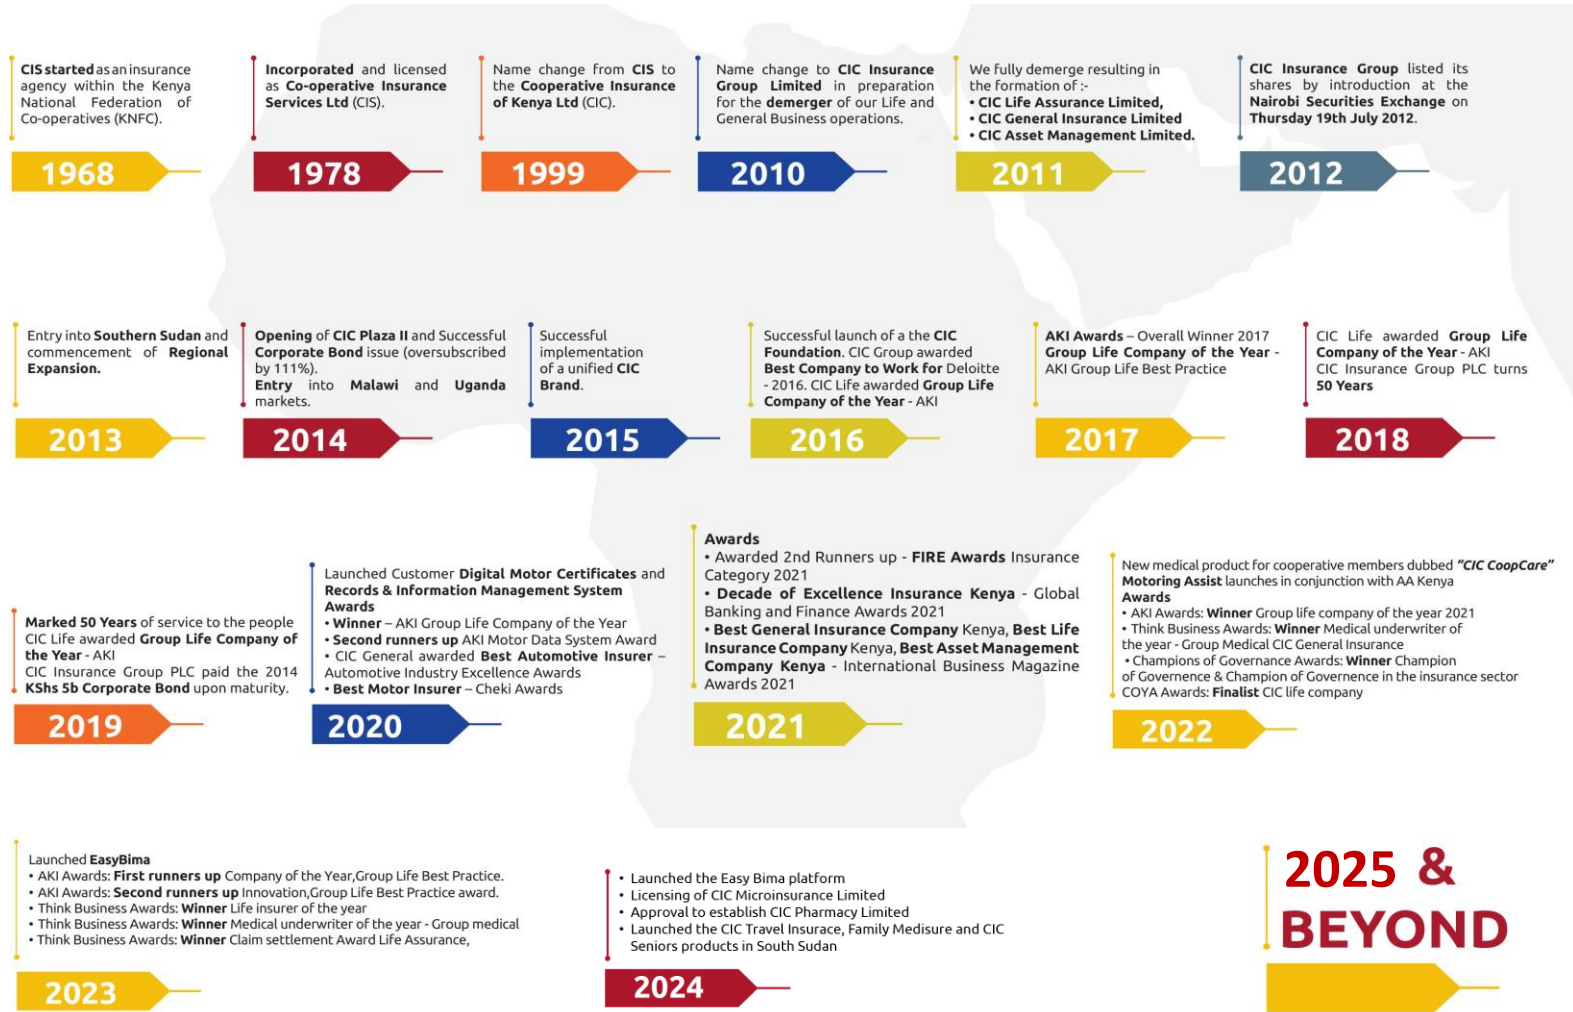 CIS started as an insurance
agency within the Kenya
National Federation of
Co-operatives (KNFC).
1968
Incorporated and licensed
as Co-operative Insurance
Services Ltd (CIS).
1978
Name change from CIS to
the Cooperative Insurance
of Kenya Ltd (CIC).
1999
Name change to CIC Insurance
Group Limited in preparation
for the demerger of our Life and
General Business operations.
2010
We fully demerge resulting in
the formation of :-
• CIC Life Assurance Limited,
• CIC General Insurance Limited
• CIC Asset Management Limited.
2011
CIC Insurance Group listed its
shares by introduction at the
Nairobi Securities Exchange on
Thursday 19th July 2012.
2012
Entry into Southern Sudan and
commencement of Regional
Expansion.
2013
Opening of CIC Plaza II and Successful
Corporate Bond issue (oversubscribed
by 111%).
Entry into Malawi and Uganda
markets.
2014
Successful
implementation
of a unified CIC
Brand.
2015
Successful launch of a the CIC
Foundation. CIC Group awarded
Best Company to Work for Deloitte
- 2016. CIC Life awarded Group Life
Company of the Year - AKI
2016
AKI Awards – Overall Winner 2017
Group Life Company of the Year -
AKI Group Life Best Practice
2017
CIC Life awarded Group Life
Company of the Year - AKI
CIC Insurance Group PLC turns
50 Years
2018
Marked 50 Years of service to the people
CIC Life awarded Group Life Company of
the Year - AKI
CIC Insurance Group PLC paid the 2014
KShs 5b Corporate Bond upon maturity.
2019
Launched Customer Digital Motor Certificates and
Records & Information Management System
Awards
• Winner – AKI Group Life Company of the Year
• Second runners up AKI Motor Data System Award
• CIC General awarded Best Automotive Insurer –
Automotive Industry Excellence Awards
• Best Motor Insurer – Cheki Awards
2020
Awards
• Awarded 2nd Runners up - FIRE Awards Insurance
Category 2021
• Decade of Excellence Insurance Kenya - Global
Banking and Finance Awards 2021
• Best General Insurance Company Kenya, Best Life
Insurance Company Kenya, Best Asset Management
Company Kenya - International Business Magazine
Awards 2021
2021
New medical product for cooperative members dubbed "CIC CoopCare"
Motoring Assist launches in conjunction with AA Kenya
Awards
• AKI Awards: Winner Group life company of the year 2021
• Think Business Awards: Winner Medical underwriter of
the year - Group Medical CIC General Insurance
• Champions of Governance Awards: Winner Champion
of Governence & Champion of Governence in the insurance sector
COYA Awards: Finalist CIC life company
2022
Launched EasyBima
• AKI Awards: First runners up Company of the Year,Group Life Best Practice.
• AKI Awards: Second runners up Innovation,Group Life Best Practice award.
• Think Business Awards: Winner Life insurer of the year
• Think Business Awards: Winner Medical underwriter of the year - Group medical
• Think Business Awards: Winner Claim settlement Award Life Assurance,
2023
• Launched the Easy Bima platform
• Licensing of CIC Microinsurance Limited
• Approval to establish CIC Pharmacy Limited
• Launched the CIC Travel Insurace, Family Medisure and CIC
Seniors products in South Sudan
2024
2025 &
BEYOND